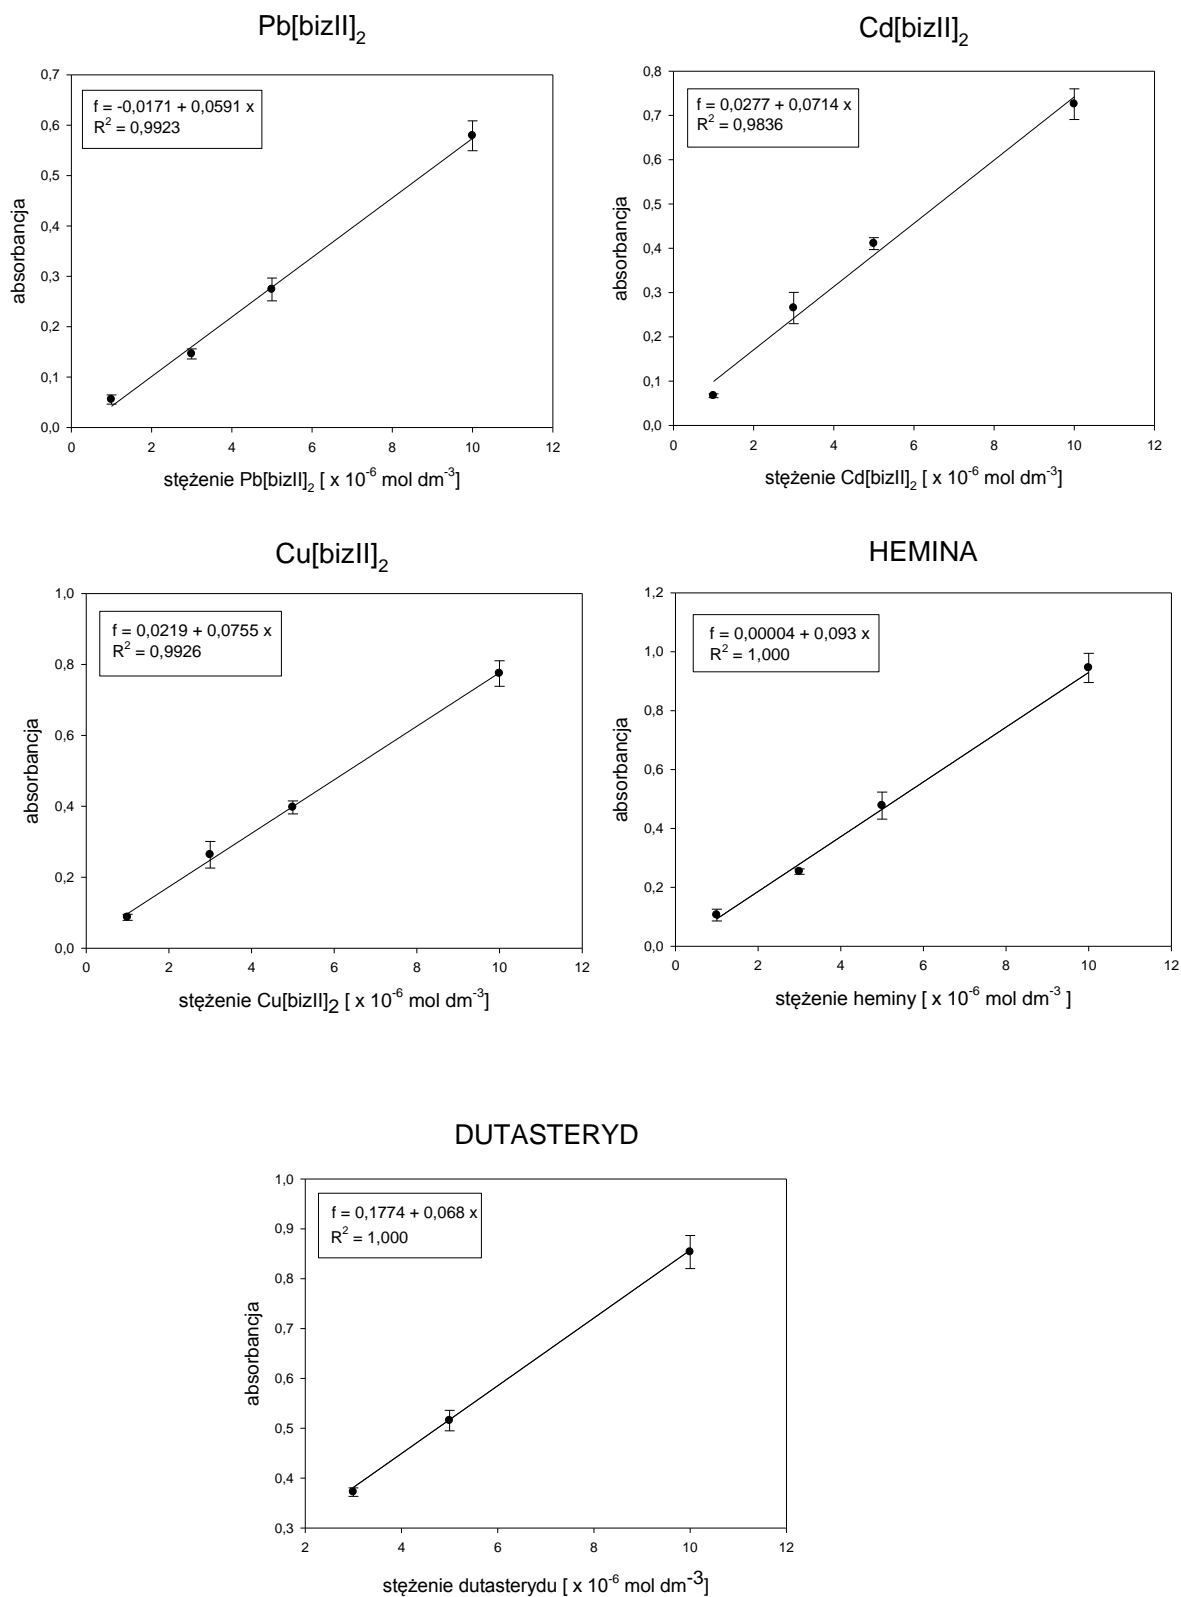 Pb[bizII]2
f = -0,0171 + 0,0591 x
R2 = 0,9923
0,7
0,6
0,5
0,4
0,3
0,2
0,1
0,0
absorbancja
0 2 4 6 8 10 12
stężenie Pb[bizII]2 [ x 10-6 mol dm-3]
Cd[bizII]2
f = 0,0277 + 0,0714 x
R2 = 0,9836
0,8
0,7
0,6
0,5
0,4
0,3
0,2
0,1
0,0
absorbancja
0 2 4 6 8 10 12
stężenie Cd[bizII]2 [ x 10-6 mol dm-3]
Cu[bizII]2
f = 0,0219 + 0,0755 x
R2 = 0,9926
1,0
0,8
0,6
0,4
0,2
0,0
absorbancja
0 2 4 6 8 10 12
stężenie Cu[bizII]2 [ x 10-6 mol dm-3]
HEMINA
f = 0,00004 + 0,093 x
R2 = 1,000
1,2
1,0
0,8
0,6
0,4
0,2
0,0
absorbancja
0 2 4 6 8 10 12
stężenie heminy [ x 10-6 mol dm-3 ]
DUTASTERYD
f = 0,1774 + 0,068 x
R2 = 1,000
1,0
0,9
0,8
0,7
0,6
0,5
0,4
0,3
absorbancja
2 4 6 8 10 12
stężenie dutasterydu [ x 10-6 mol dm-3]